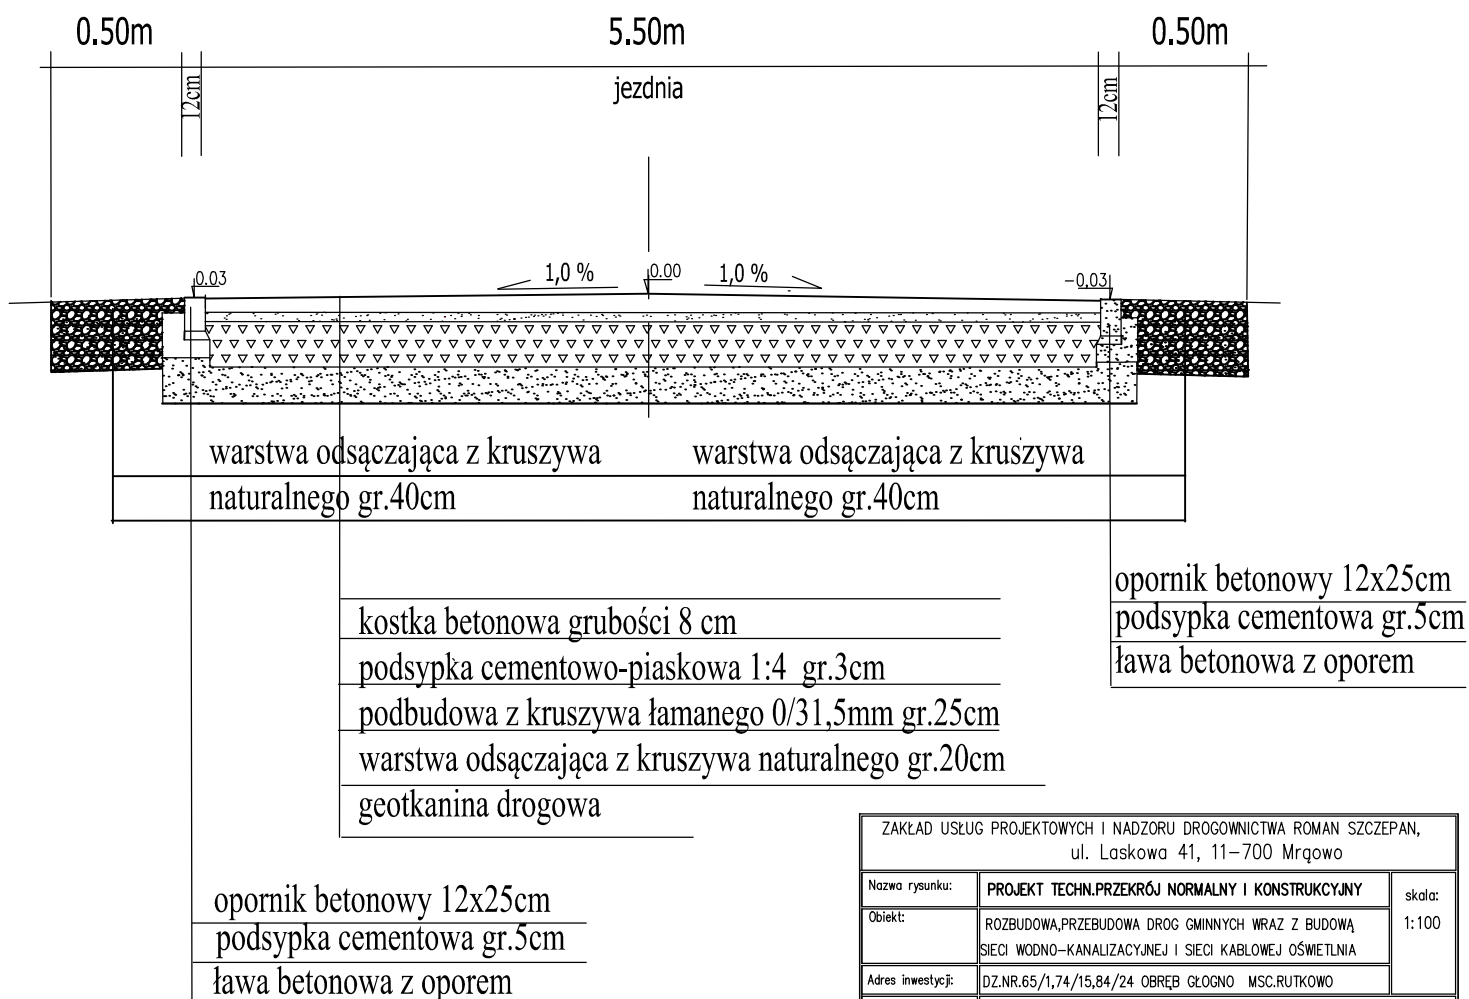 0.50m 5.50m 0.50m
12cm jezdnia 12cm
0.03 1,0 % 0.00 1,0 % -0,03
warstwa odsączająca z kruszywa
naturalnego gr.40cm
warstwa odsączająca z kruszywa
naturalnego gr.40cm
opornik betonowy 12x25cm
podsypka cementowa gr.5cm
ława betonowa z oporem
kostka betonowa grubości 8 cm
podsypka cementowo-piaskowa 1:4 gr.3cm
podbudowa z kruszywa łamanego 0/31,5mm gr.25cm
warstwa odsączająca z kruszywa naturalnego gr.20cm
geotkanina drogowa
opornik betonowy 12x25cm
podsypka cementowa gr.5cm
ława betonowa z oporem
ZAKŁAD USŁUG PROJEKTOWYCH I NADZORU DROGOWNICTWA ROMAN SZCZEPAN,
ul. Laskowa 41, 11-700 Mrągowo
Nazwa rysunku: PROJEKT TECHN.PRZEKRÓJ NORMALNY I KONSTRUKCYJNY
skala:
1:100
Obiekt: ROZBUDOWA,PRZEBUDOWA DROG GMINNYCH WRAZ Z BUDOWĄ
SIECI WODNO-KANALIZACYJNEJ I SIECI KABLOWEJ OŚWIETLNIA
Adres inwestycji: DZ.NR.65/1,74/15,84/24 OBRĘB GŁOGNO MSC.RUTKOWO